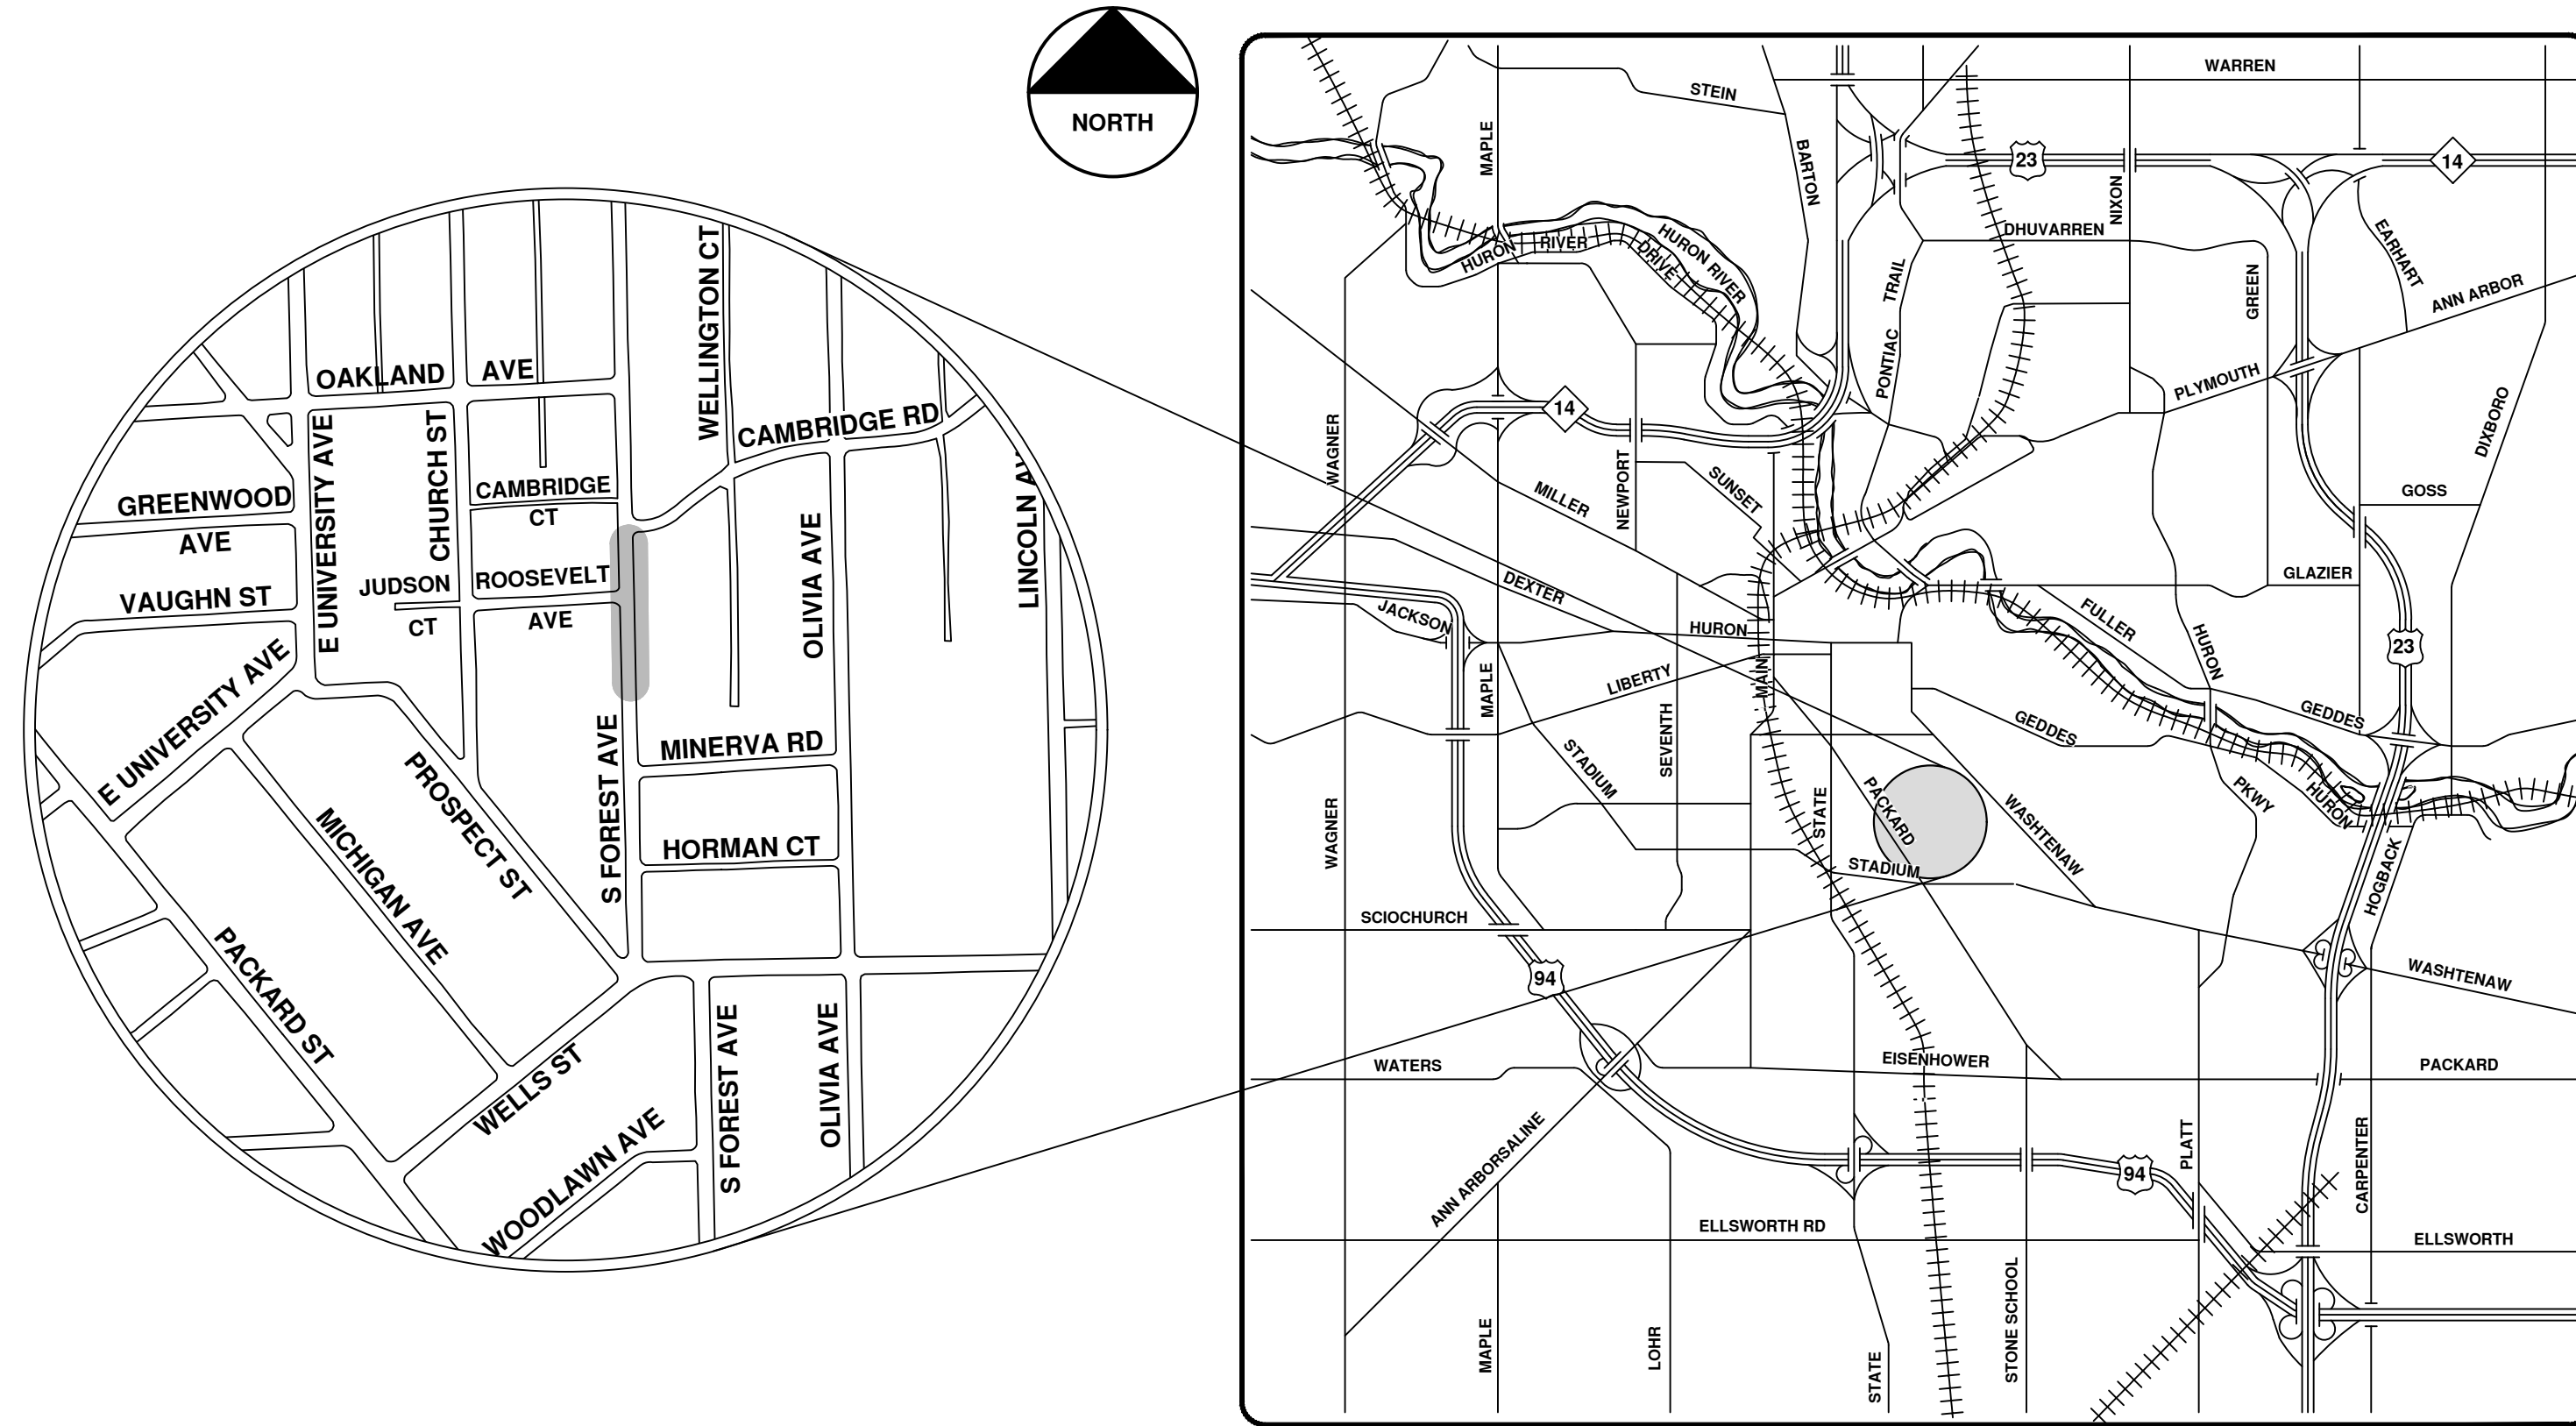 NORTH
WELLINGTON CT
OAKLAND AVE
CAMBRIDGE RD
E UNIVERSITY AVE
CHURCH ST
GREENWOOD
AVE
CAMBRIDGE
CT
OLIVIA AVE
LINCOLN AV
VAUGHN ST
JUDSON
CT
ROOSEVELT
AVE
E UNIVERSITY AVE
S FOREST AVE
MINERVA RD
PROSPECT ST
MICHIGAN AVE
HORMAN CT
PACKARD ST
WELLS ST
WOODLAWN AVE
S FOREST AVE
OLIVIA AVE
WARREN
STEIN
MAPLE
BARTON
23
14
NIXON
DHUVARREN
EARHART
HURON
RIVER
DRIVE
HURON RIVER
TRAIL
PONTIAC
GREEN
ANN ARBOR
PLYMOUTH
DIXBORO
WAGNER
14
NEWPORT
SUNSET
MILLER
GOSS
GLAZIER
DEXTER
JACKSON
HURON
FULLER
HURON
23
LIBERTY
MAIN
MAPLE
SEVENTH
STADIUM
GEDDES
GEDDES
PACKARD
STATE
WASHTENAW
PKWY
HURON
WAGNER
STADIUM
HOGBACK
SCIOCHURCH
94
WASHTENAW
WATERS
EISENHOWER
PACKARD
ANN ARBORSALINE
PLATT
94
CARPENTER
ELLSWORTH RD
ELLSWORTH
MAPLE
LOHR
STATE
STONE SCHOOL